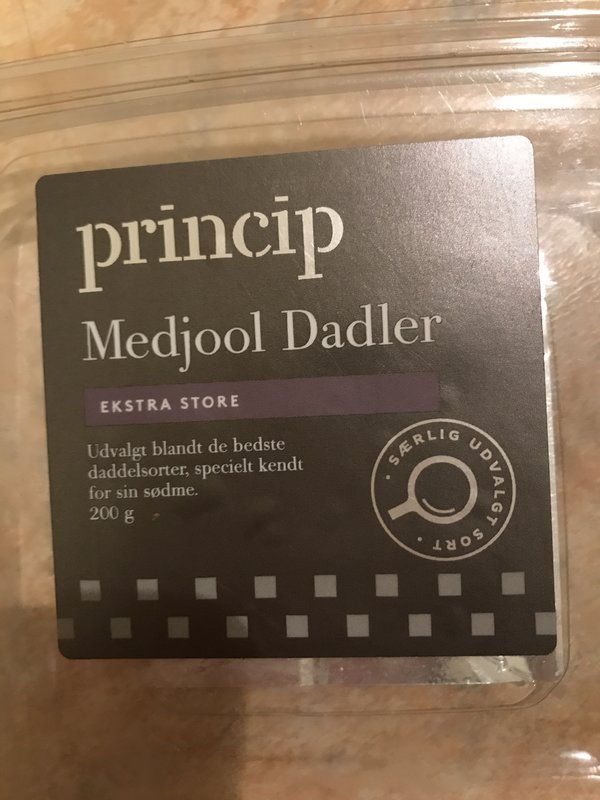 princip
Medjool Dadler
EKSTRA STORE
Udvalgt blandt de bedste
daddelsorter, specielt kendt
for sin sødme.
200 g
• SÆRLIG UDVALGT SORT •